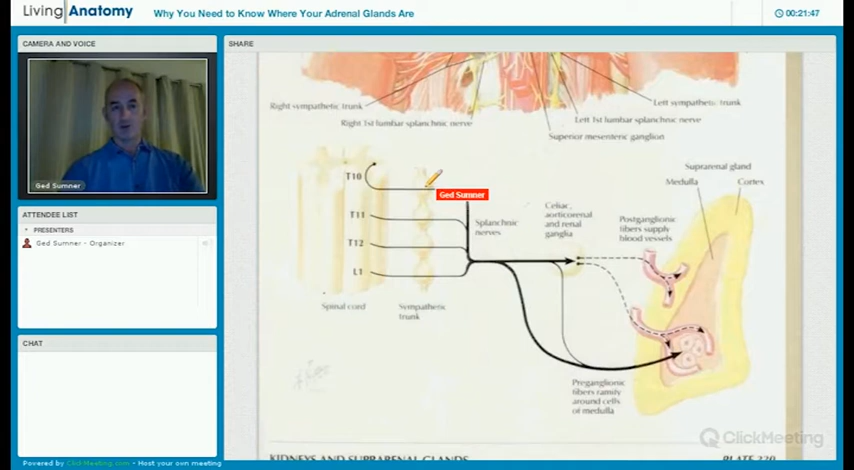 Living Anatomy
Why You Need to Know Where Your Adrenal Glands Are
00:21:47
CAMERA AND VOICE
Ged Sumner
ATTENDEE LIST
PRESENTERS
Ged Sumner - Organizer
CHAT
SHARE
Right sympathetic trunk
Left sympathetic trunk
Right 1st lumbar splanchnic nerve
Left 1st lumbar splanchnic nerve
Superior mesenteric ganglion
Suprarenal gland
Medulla
Cortex
T10
Ged Sumner
T11
T12
L1
Splanchnic
nerves
Celiac,
aorticorenal
and renal
ganglia
Postganglionic
fibers supply
blood vessels
Spinal cord
Sympathetic
trunk
Preganglionic
fibers ramify
around cells
of medulla
ClickMeeting
KIDNEYS AND SUPRARENAL GLANDS
PLATE 320
Powered by ClickMeeting.com - Host your own meeting